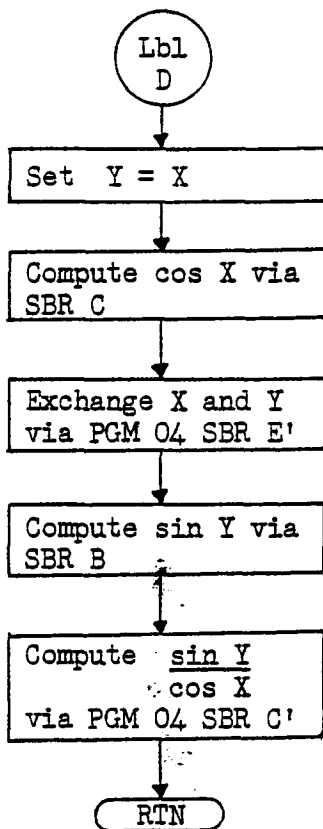 Lbl
D
Set Y = X
Compute cos X via
SBR C
Exchange X and Y
via PGM 04 SBR E'
Compute sin Y via
SBR B
Compute sin Y
cos X
via PGM 04 SBR C'
RTN